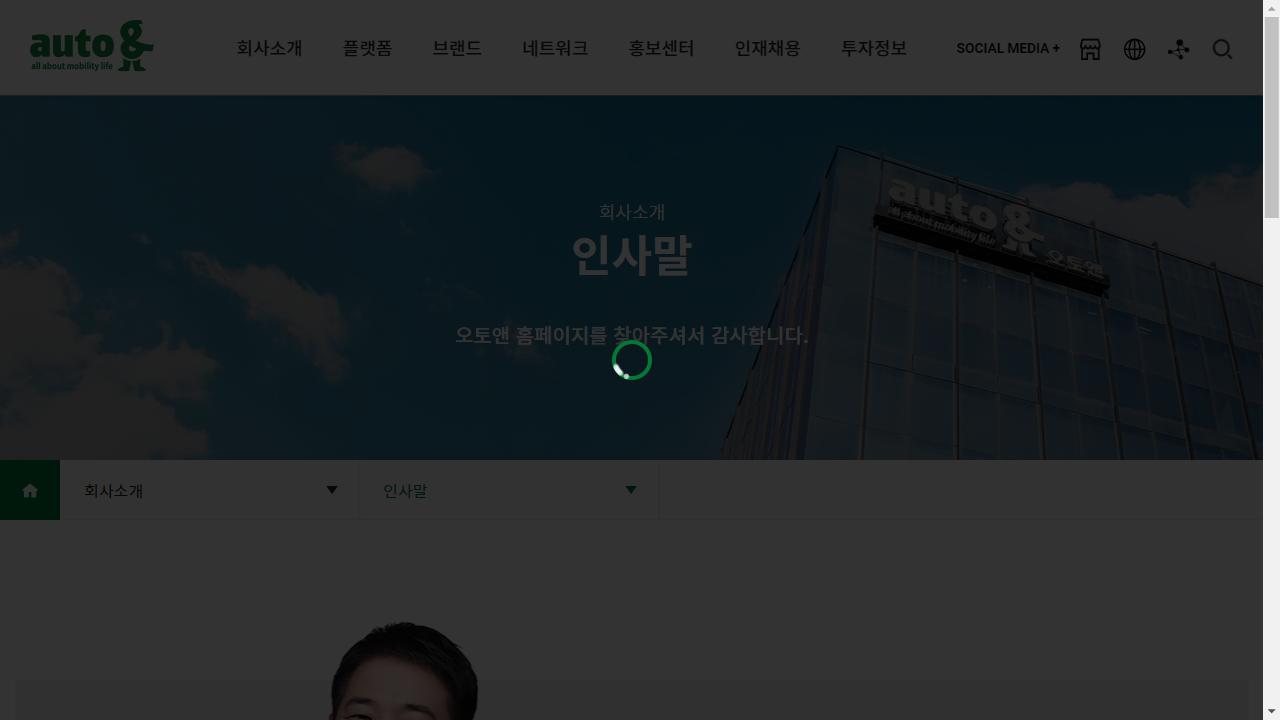 auto&
all about mobility life
회사소개
플랫폼
브랜드
네트워크
홍보센터
인재채용
투자정보
SOCIAL MEDIA +
auto&
all about mobility life
오토앤
회사소개
인사말
오토앤 홈페이지를 찾아주셔서 감사합니다.
회사소개
인사말